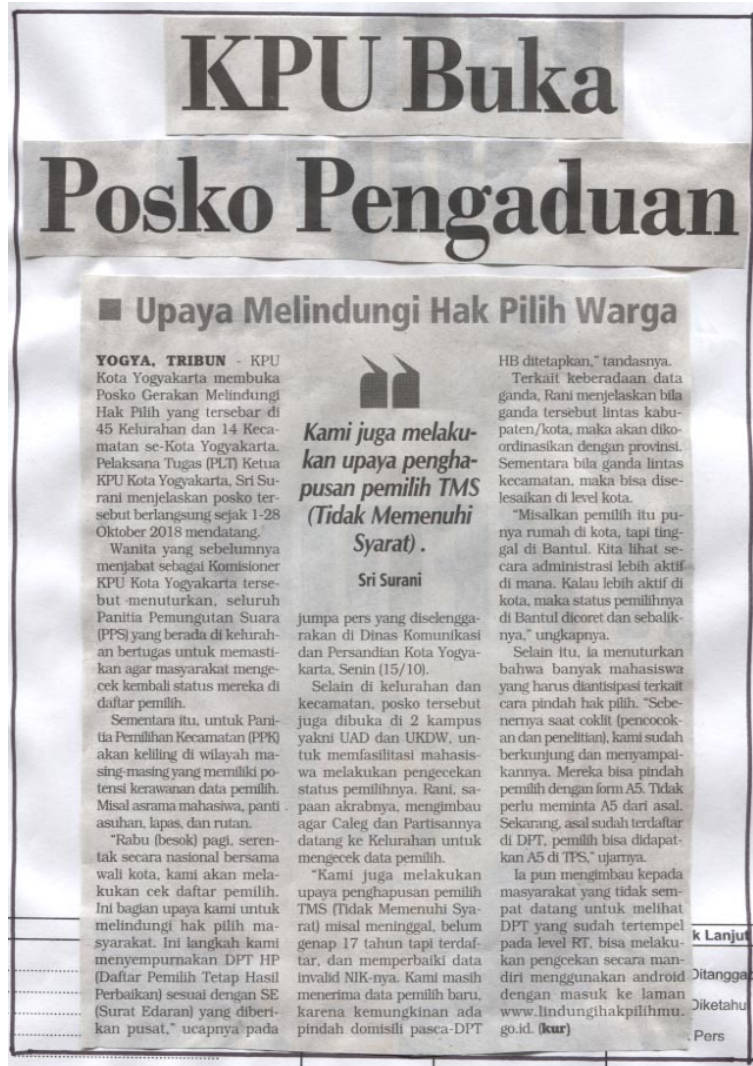 KPU Buka
Posko Pengaduan
■ Upaya Melindungi Hak Pilih Warga
YOGYA, TRIBUN - KPU
Kota Yogyakarta membuka
Posko Gerakan Melindungi
Hak Pilih yang tersebar di
45 Kelurahan dan 14 Keca-
matan se-Kota Yogyakarta.
Pelaksana Tugas (PLT) Ketua
KPU Kota Yogyakarta, Sri Su-
rani menjelaskan posko ter-
sebut berlangsung sejak 1-28
Oktober 2018 mendatang.
Wanita yang sebelumnya
menjabat sebagai Komisioner
KPU Kota Yogyakarta terse-
but menuturkan, seluruh
Panitia Pemungutan Suara
(PPS) yang berada di kelurah-
an bertugas untuk memasti-
kan agar masyarakat menge-
cek kembali status mereka di
daftar pemilih.
Sementara itu, untuk Pani-
tia Pemilihan Kecamatan (PPK)
akan keliling di wilayah ma-
sing-masing yang memiliki po-
tensi kerawanan data pemilih.
Misal asrama mahasiwa, panti
asuhan, lapas, dan rutan.
"Rabu (besok) pagi, seren-
tak secara nasional bersama
wali kota, kami akan mela-
kukan cek daftar pemilih.
Ini bagian upaya kami untuk
melindungi hak pilih ma-
syarakat. Ini langkah kami
menyempurnakan DPT HP
(Daftar Pemilih Tetap Hasil
Perbaikan) sesuai dengan SE
(Surat Edaran) yang diberi-
kan pusat," ucapnya pada
"
Kami juga melaku-
kan upaya pengha-
pusan pemilih TMS
(Tidak Memenuhi
Syarat) .
Sri Surani
jumpa pers yang diselengga-
rakan di Dinas Komunikasi
dan Persandian Kota Yogya-
karta, Senin (15/10).
Selain di kelurahan dan
kecamatan, posko tersebut
juga dibuka di 2 kampus
yakni UAD dan UKDW, un-
tuk memfasilitasi mahasis-
wa melakukan pengecekan
status pemilihnya. Rani, sa-
paan akrabnya, mengimbau
agar Caleg dan Partisannya
datang ke Kelurahan untuk
mengecek data pemilih.
"Kami juga melakukan
upaya penghapusan pemilih
TMS (Tidak Memenuhi Sya-
rat) misal meninggal, belum
genap 17 tahun tapi terdaf-
tar, dan memperbaiki data
invalid NIK-nya. Kami masih
menerima data pemilih baru,
karena kemungkinan ada
pindah domisili pasca-DPT
HB ditetapkan," tandasnya.
Terkait keberadaan data
ganda, Rani menjelaskan bila
ganda tersebut lintas kabu-
paten/kota, maka akan diko-
ordinasikan dengan provinsi.
Sementara bila ganda lintas
kecamatan, maka bisa dise-
lesaikan di level kota.
"Misalkan pemilih itu pu-
nya rumah di kota, tapi ting-
gal di Bantul. Kita lihat se-
cara administrasi lebih aktif
di mana. Kalau lebih aktif di
kota, maka status pemilihnya
di Bantul dicoret dan sebalik-
nya," ungkapnya.
Selain itu, ia menuturkan
bahwa banyak mahasiswa
yang harus diantisipasi terkait
cara pindah hak pilih. "Sebe-
nernya saat coklit (pencocok-
an dan penelitian), kami sudah
berkunjung dan menyampai-
kannya. Mereka bisa pindah
pemilih dengan form A5. Tidak
perlu meminta A5 dari asal.
Sekarang, asal sudah terdaftar
di DPT, pemilih bisa didapat-
kan A5 di TPS," ujarnya.
Ia pun mengimbau kepada
masyarakat yang tidak sem-
pat datang untuk melihat
DPT yang sudah tertempel
pada level RT, bisa melaku-
kan pengecekan secara man-
diri menggunakan android
dengan masuk ke laman
www.lindungihakpilihmu.
go.id. (kur)
k Lanjut
Ditanggap
Diketahu
Pers